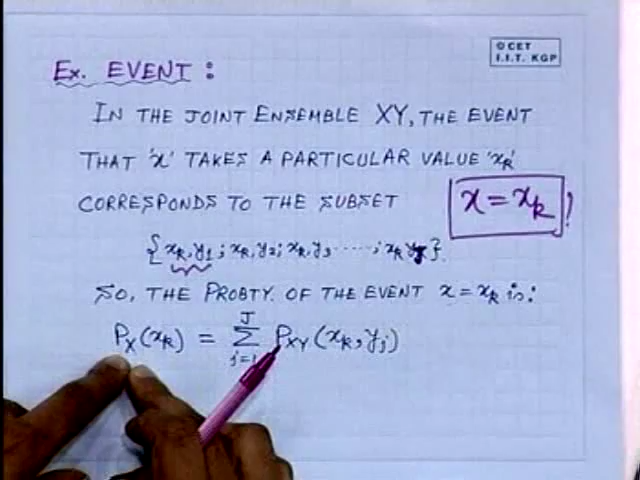 © CET
I.I.T. KGP
Ex. EVENT :
IN THE JOINT ENSEMBLE XY, THE EVENT
THAT 'x' TAKES A PARTICULAR VALUE 'xk'
CORRESPONDS TO THE SUBSET
x = xk !
{xk,y1 ; xk,y2; xk,y3 ......; xk yJ}
SO, THE PROBTY. OF THE EVENT x = xk is:
PX(xk) = Σ j=1 J PXY(xk, yj)